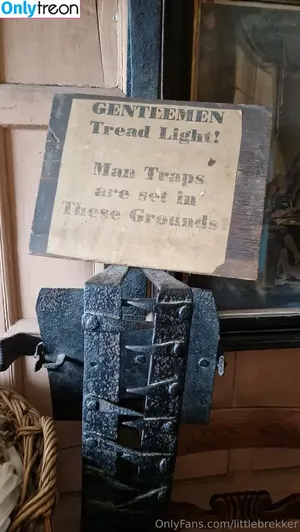 Onlytreon
GENTLEMEN
Tread Light!
Man Traps
are set in
These Grounds!
OnlyFans.com/littlebrekker